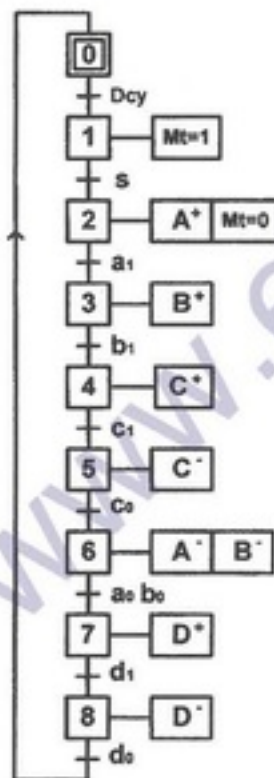 0
Dcy
1 Mt=1
s
2 A⁺ Mt=0
a₁
3 B⁺
b₁
4 C⁺
c₁
5 C⁻
c₀
6 A⁻ B⁻
a₀ b₀
7 D⁺
d₁
8 D⁻
d₀
www.